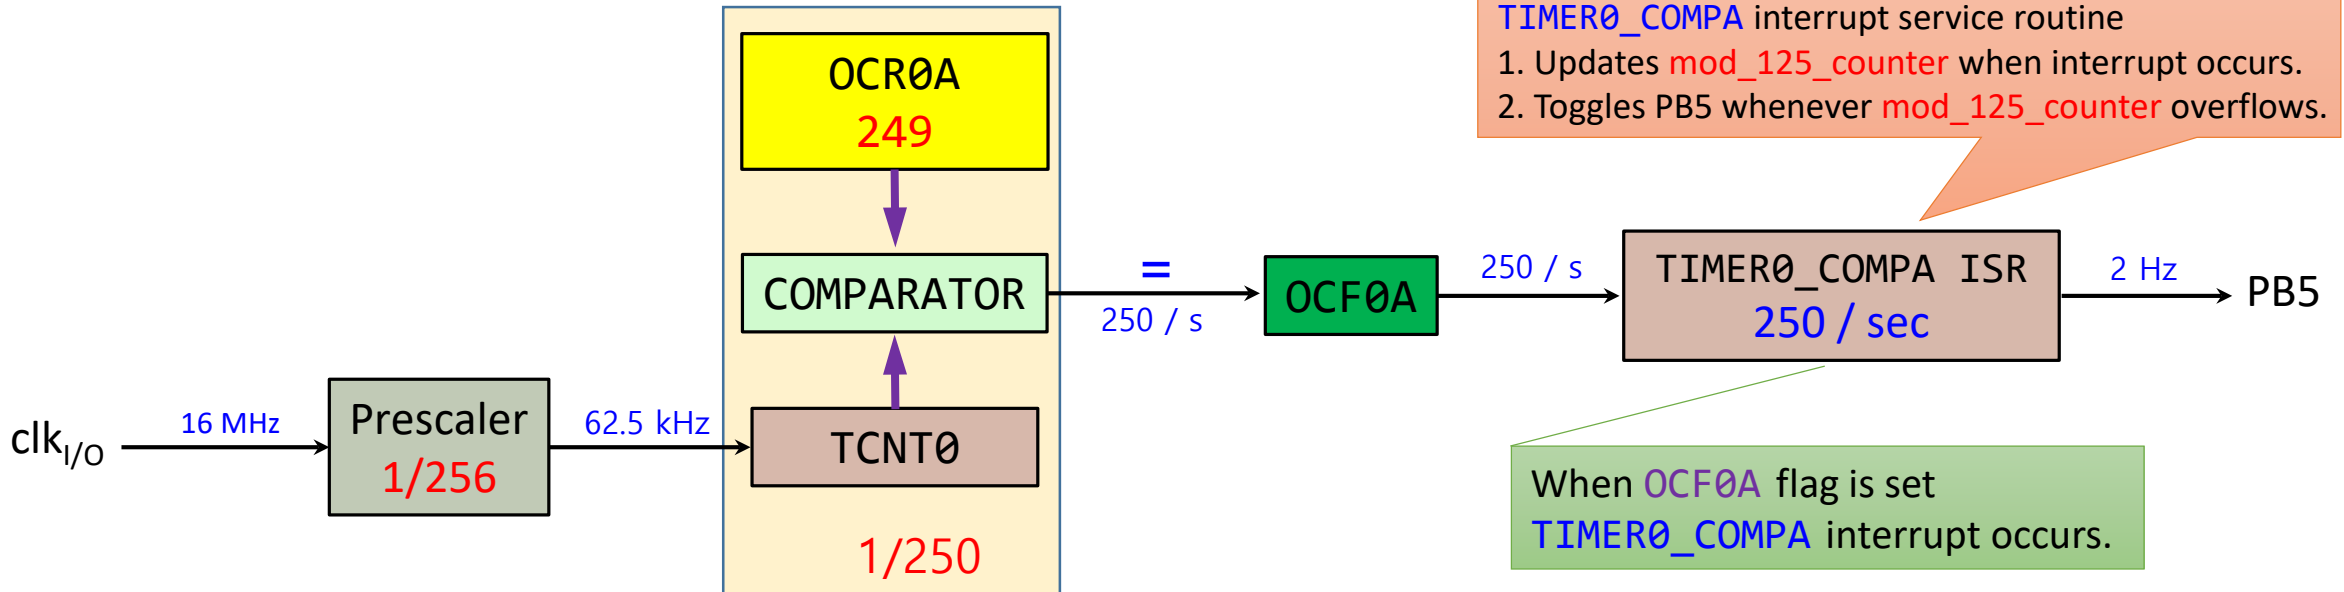 TIMER0_COMPA interrupt service routine
1. Updates mod_125_counter when interrupt occurs.
2. Toggles PB5 whenever mod_125_counter overflows.
OCR0A
249
COMPARATOR
=
250 / s
OCF0A
250 / s
TIMER0_COMPA ISR
250 / sec
2 Hz
PB5
clkI/O
16 MHz
Prescaler
1/256
62.5 kHz
TCNT0
1/250
When OCF0A flag is set
TIMER0_COMPA interrupt occurs.